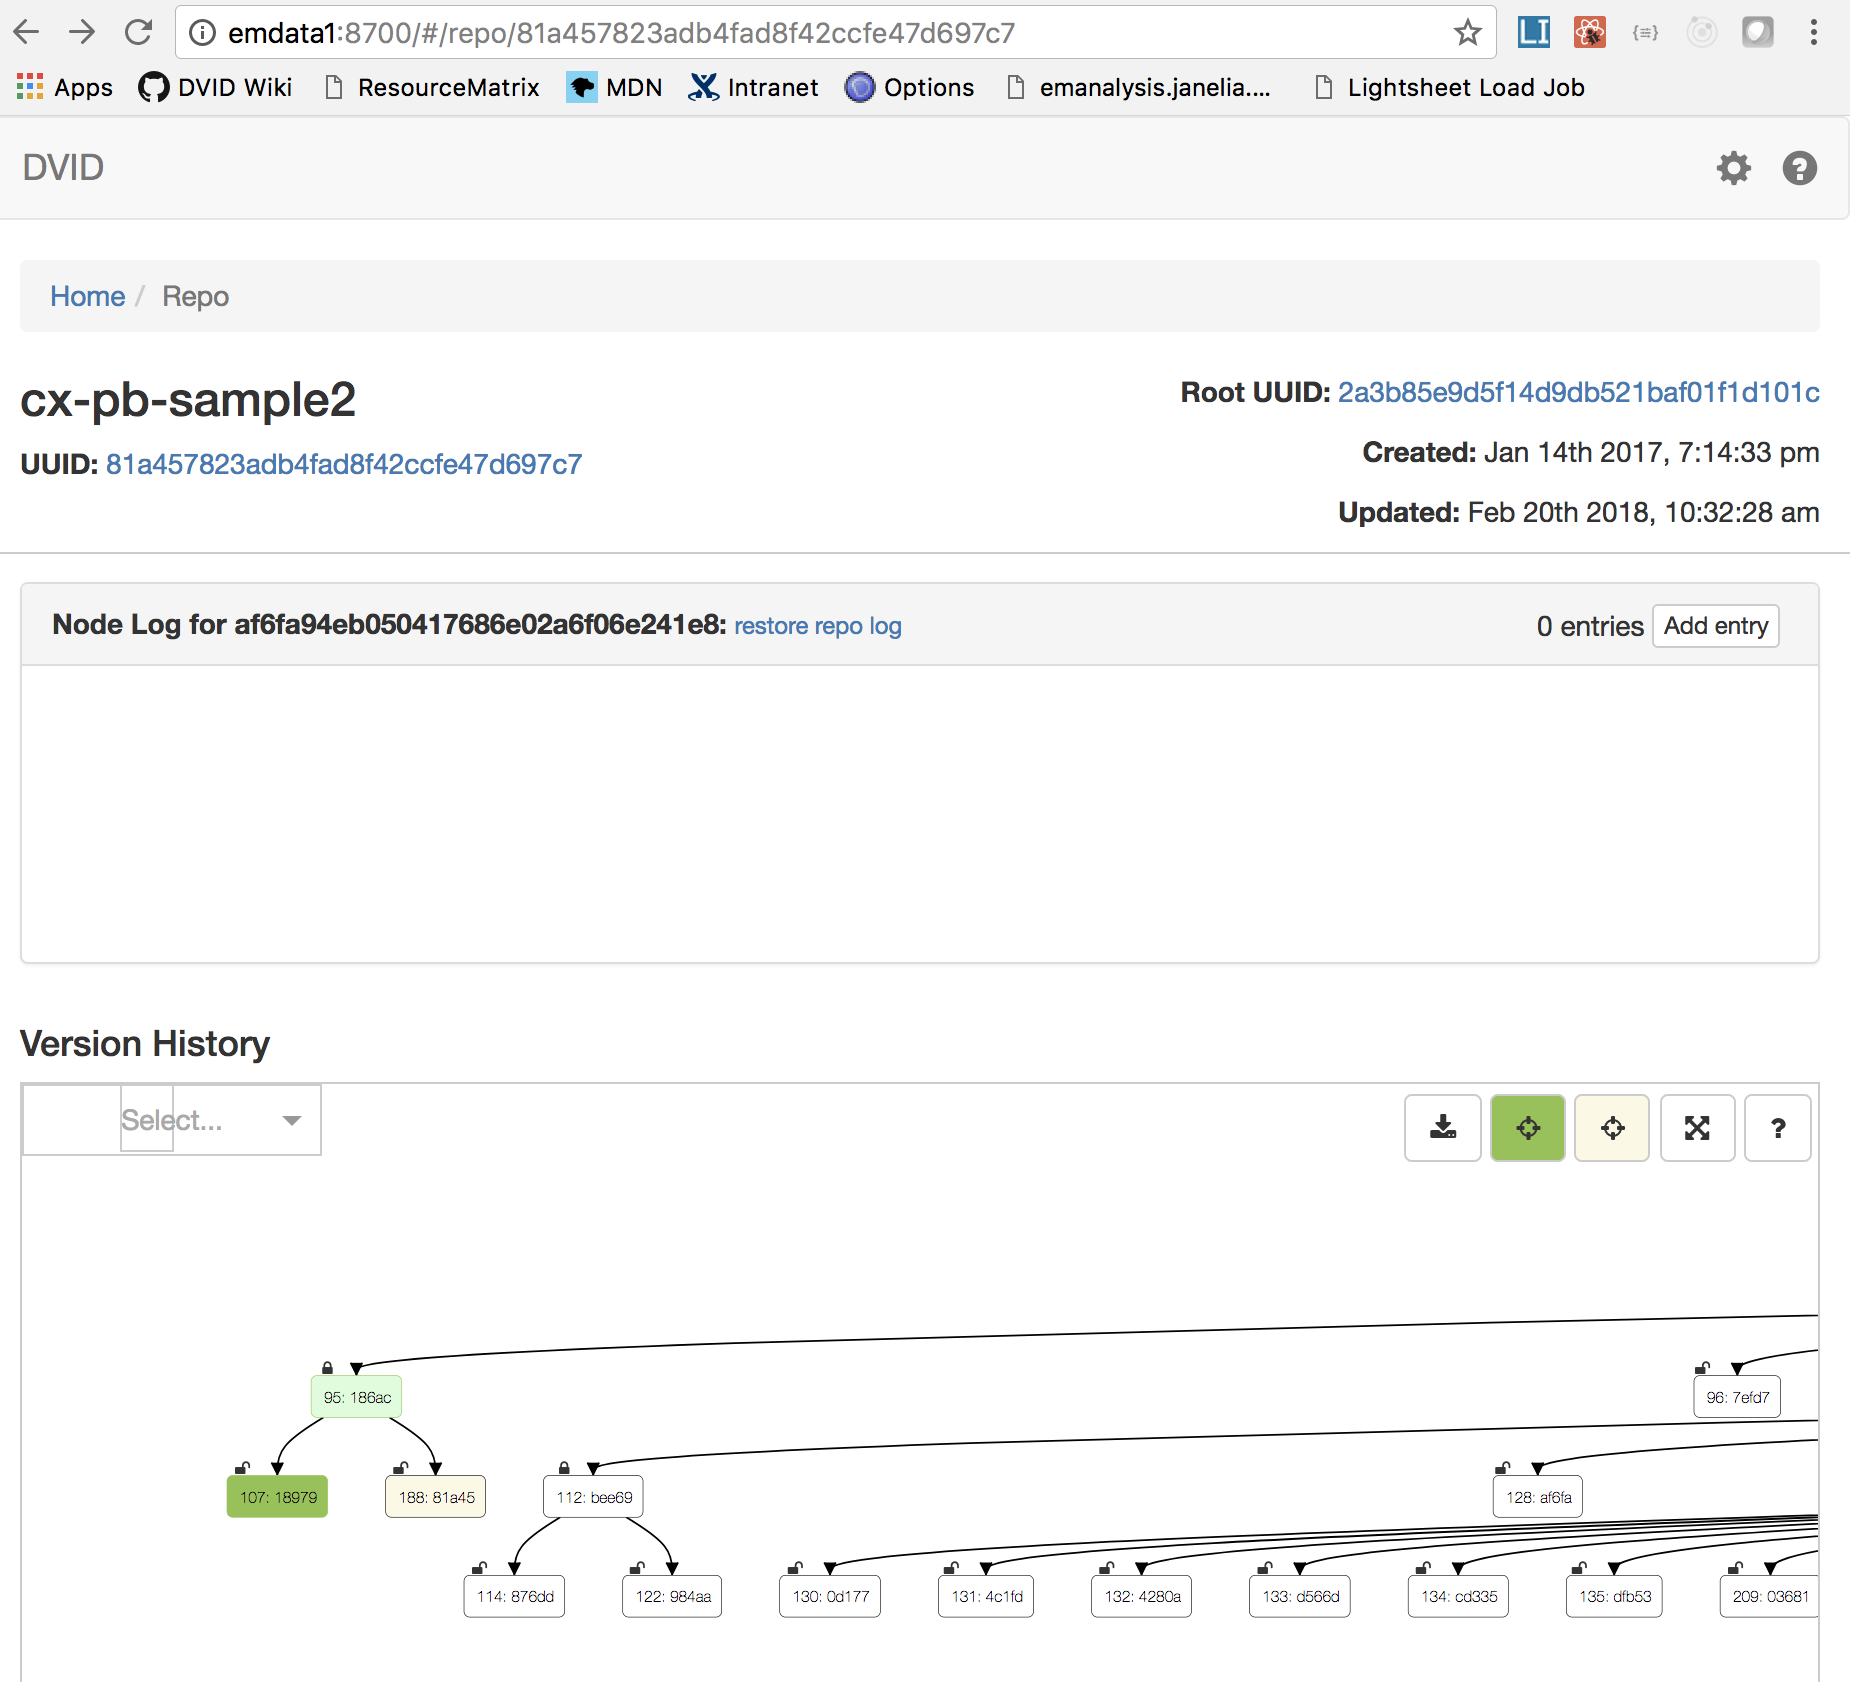 emdata1:8700/#/repo/81a457823adb4fad8f42ccfe47d697c7
LI
Apps DVID Wiki ResourceMatrix MDN Intranet Options emanalysis.janelia.... Lightsheet Load Job
DVID
Home / Repo
cx-pb-sample2
UUID: 81a457823adb4fad8f42ccfe47d697c7
Root UUID: 2a3b85e9d5f14d9db521baf01f1d101c
Created: Jan 14th 2017, 7:14:33 pm
Updated: Feb 20th 2018, 10:32:28 am
Node Log for af6fa94eb050417686e02a6f06e241e8: restore repo log 0 entries Add entry
Version History
Select... ?
95: 186ac 96: 7efd7
107: 18979 188: 81a45 112: bee69 128: af6fa
114: 876dd 122: 984aa 130: 0d177 131: 4c1fd 132: 4280a 133: d566d 134: cd335 135: dfb53 209: 03681